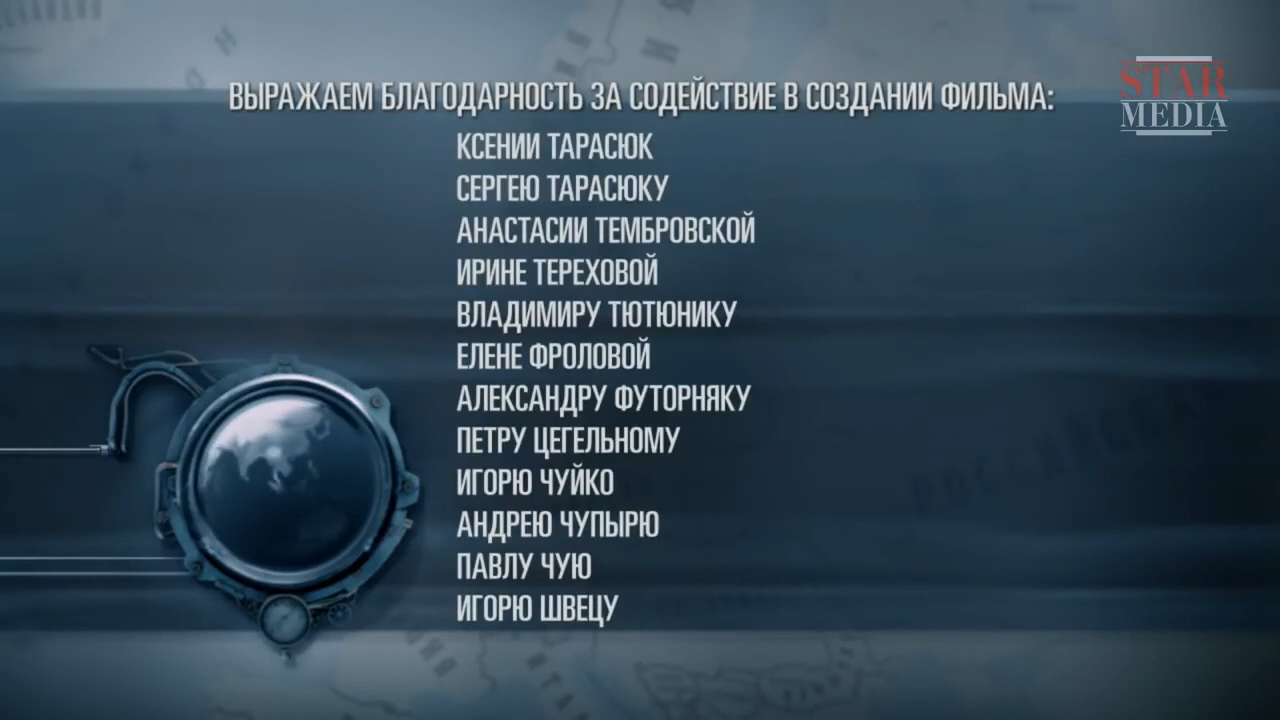 ВЫРАЖАЕМ БЛАГОДАРНОСТЬ ЗА СОДЕЙСТВИЕ В СОЗДАНИИ ФИЛЬМА:
STAR
MEDIA
КСЕНИИ ТАРАСЮК
СЕРГЕЮ ТАРАСЮКУ
АНАСТАСИИ ТЕМБРОВСКОЙ
ИРИНЕ ТЕРЕХОВОЙ
ВЛАДИМИРУ ТЮТЮНИКУ
ЕЛЕНЕ ФРОЛОВОЙ
АЛЕКСАНДРУ ФУТОРНЯКУ
ПЕТРУ ЦЕГЕЛЬНОМУ
ИГОРЮ ЧУЙКО
АНДРЕЮ ЧУПЫРЮ
ПАВЛУ ЧУЮ
ИГОРЮ ШВЕЦУ